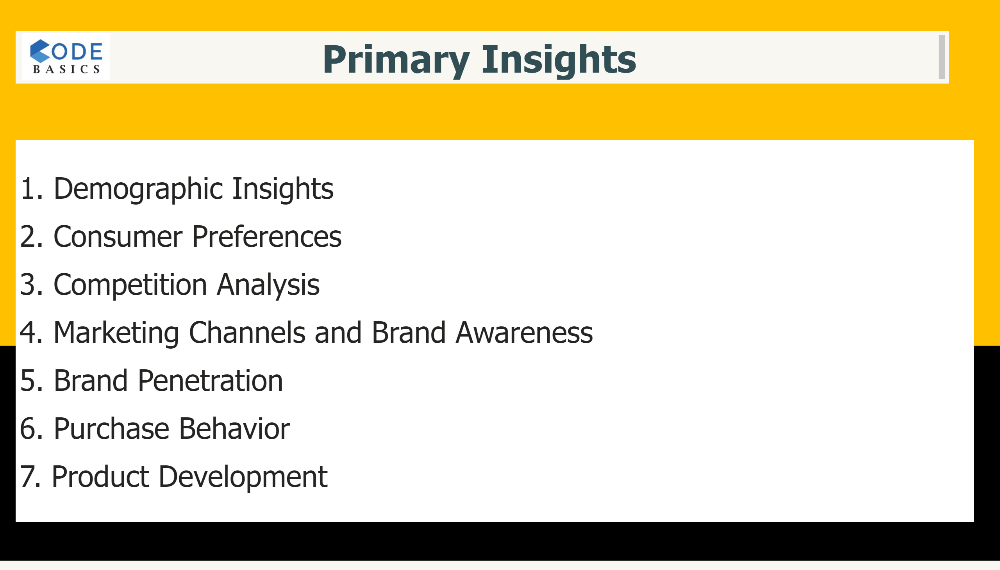 CODE
BASICS
Primary Insights
1. Demographic Insights
2. Consumer Preferences
3. Competition Analysis
4. Marketing Channels and Brand Awareness
5. Brand Penetration
6. Purchase Behavior
7. Product Development